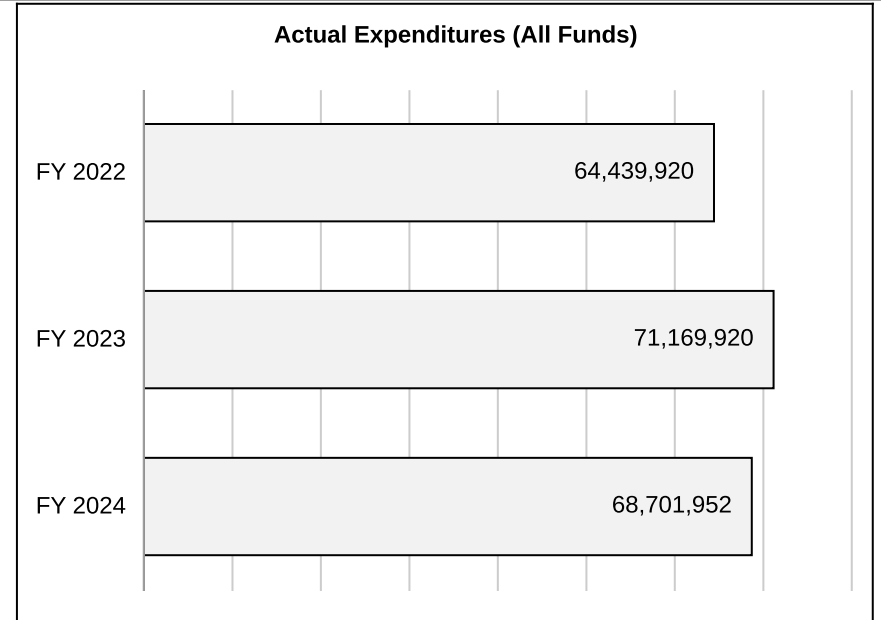 Actual Expenditures (All Funds)
FY 2022 64,439,920
FY 2023 71,169,920
FY 2024 68,701,952